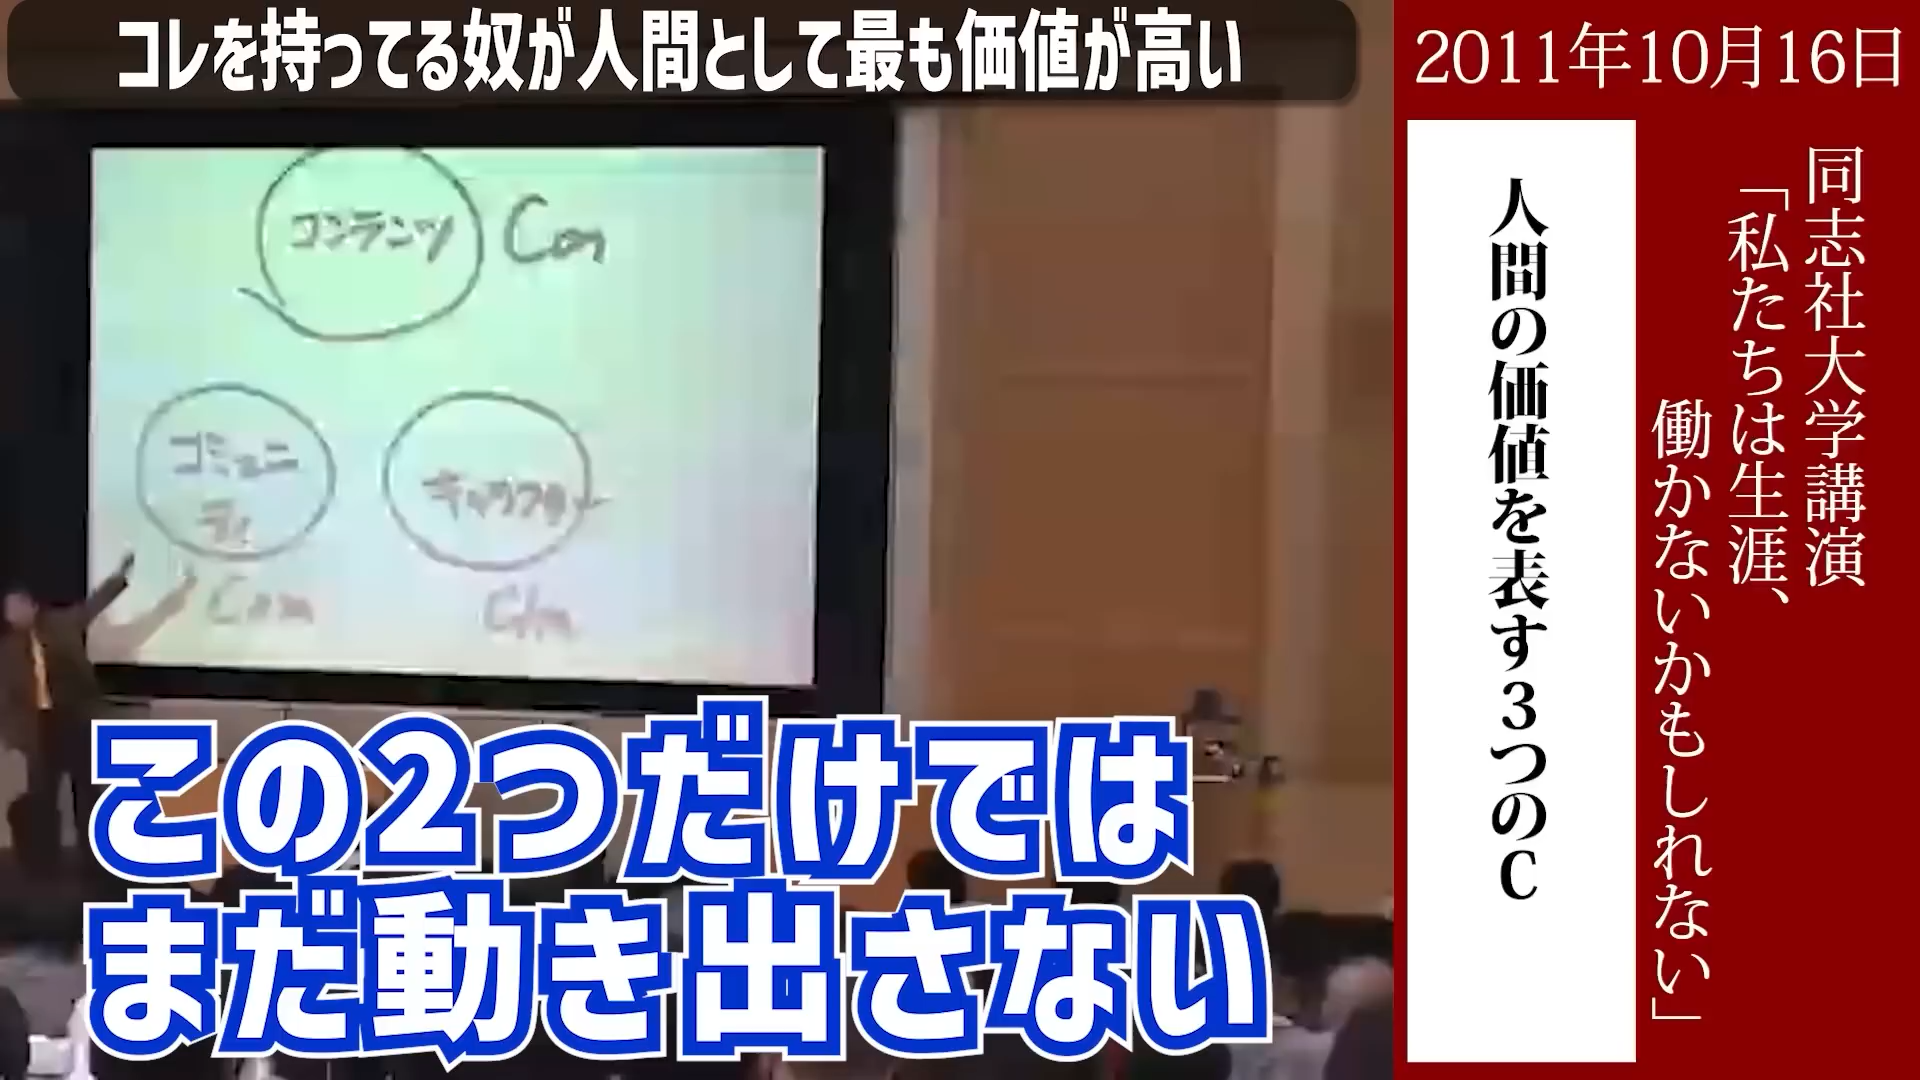 コレを持ってる奴が人間として最も価値が高い
2011年10月16日
同志社大学講演
「私たちは生涯、
働かないかもしれない」
人間の価値を表す3つのC
コンテンツ
Con
コミュニ
ティ
Com
キャラクター
Cha
この2つだけでは
まだ動き出さない